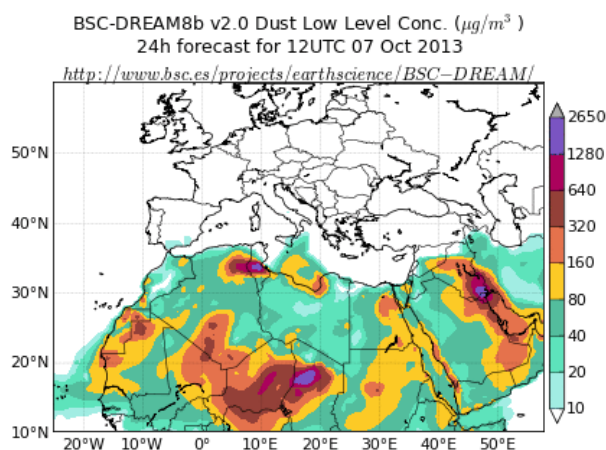 BSC-DREAM8b v2.0 Dust Low Level Conc. (μg/m³ )
24h forecast for 12UTC 07 Oct 2013
http://www.bsc.es/projects/earthscience/BSC−DREAM/
50°N
40°N
30°N
20°N
10°N
20°W 10°W 0° 10°E 20°E 30°E 40°E 50°E
2650
1280
640
320
160
80
40
20
10